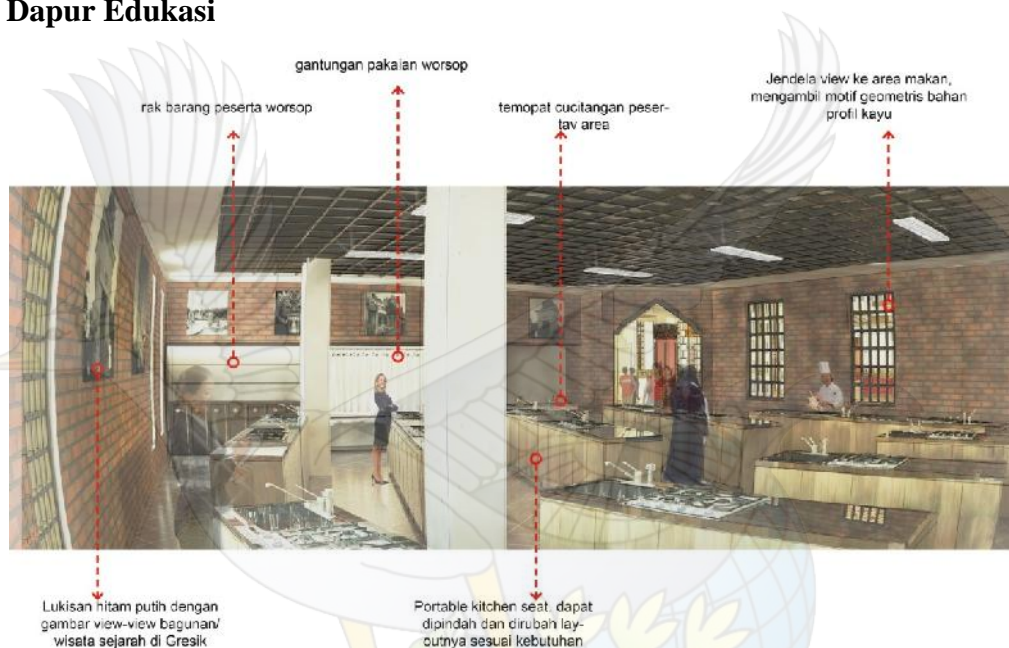 Dapur Edukasi
gantungan pakaian worsop
rak barang peserta worsop
temopat cucitangan peser-
tav area
Jendela view ke area makan,
mengambil motif geometris bahan
profil kayu
Lukisan hitam putih dengan
gambar view-view bagunan/
wisata sejarah di Gresik
Portable kitchen seat, dapat
dipindah dan dirubah lay-
outnya sesuai kebutuhan